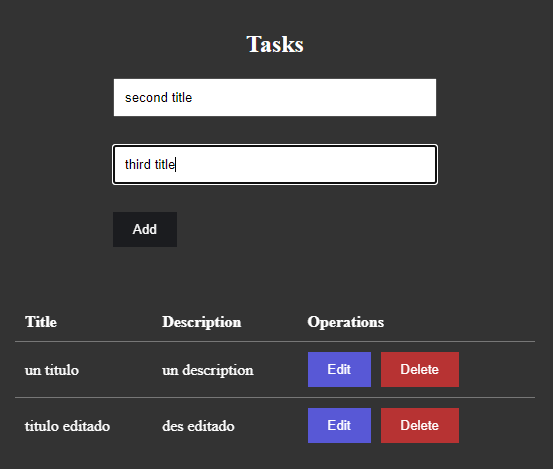 Tasks
second title
third title
Add
Title Description Operations
un titulo un description Edit Delete
titulo editado des editado Edit Delete